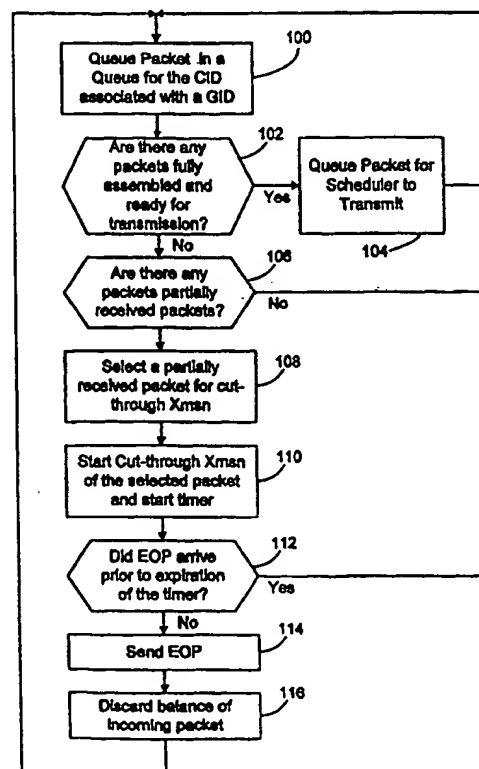 Queue Packet in a
Queue for the CID
associated with a GID
100
Are there any
packets fully
assembled and
ready for
transmission?
102
Yes
Queue Packet for
Scheduler to
Transmit
104
No
Are there any
packets partially
received packets?
106
No
Select a partially
received packet for cut-
through Xmsn
108
Start Cut-through Xmsn
of the selected packet
and start timer
110
Did EOP arrive
prior to expiration
of the timer?
112
Yes
No
Send EOP
114
Discard balance of
incoming packet
116